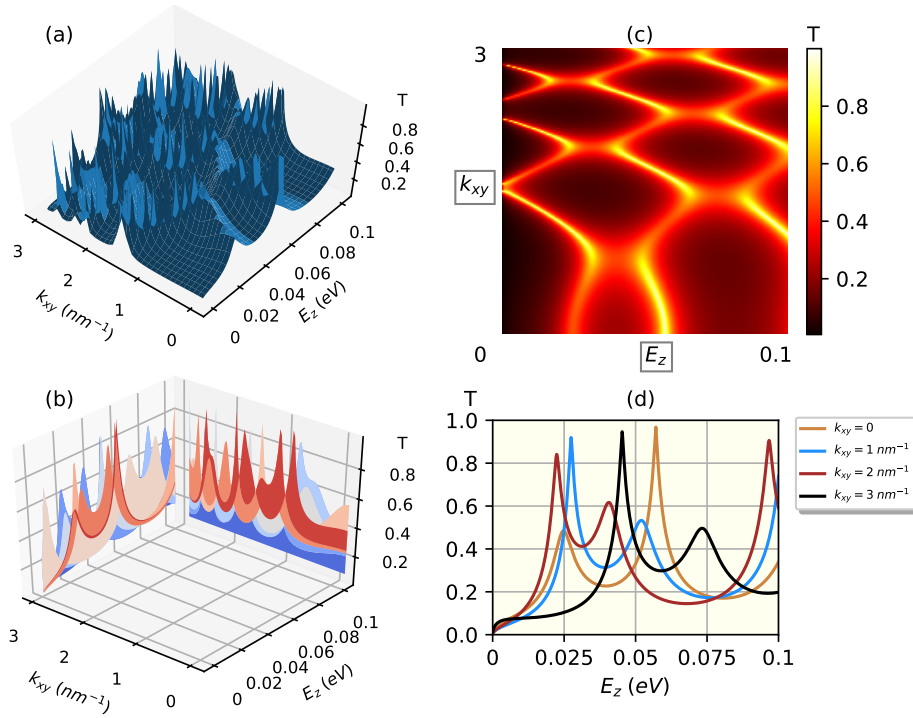 (a)
T
0.8
0.6
0.4
0.2
3
2
1
0
k_xy (nm⁻¹)
0
0.02
0.04
0.06
0.08
0.1
E_z (eV)
(c)
T
3
k_xy
0
E_z
0.1
0.8
0.6
0.4
0.2
(b)
T
0.8
0.6
0.4
0.2
3
2
1
0
k_xy (nm⁻¹)
0
0.02
0.04
0.06
0.08
0.1
E_z (eV)
T
(d)
1.0
0.8
0.6
0.4
0.2
0.0
0
0.025
0.05
0.075
0.1
E_z (eV)
k_xy = 0
k_xy = 1 nm⁻¹
k_xy = 2 nm⁻¹
k_xy = 3 nm⁻¹